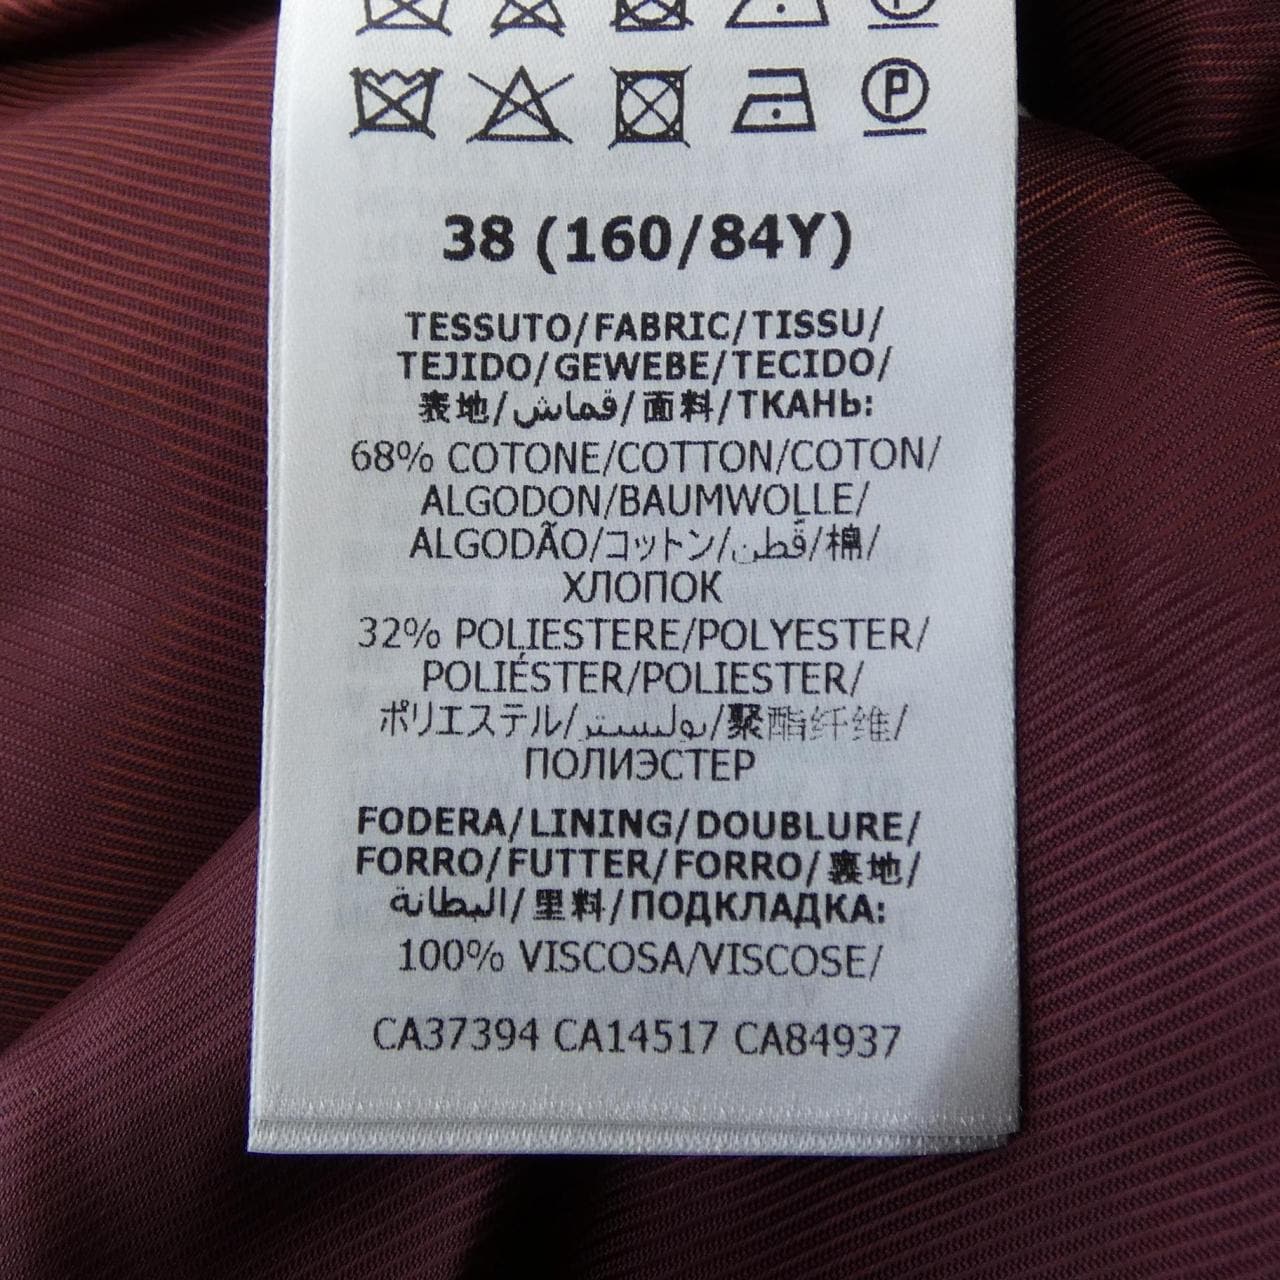 38 (160/84Y)
TESSUTO/FABRIC/TISSU/
TEJIDO/GEWEBE/TECIDO/
表地/قماش/面料/ТКАНЬ:
68% COTONE/COTTON/COTON/
ALGODON/BAUMWOLLE/
ALGODÃO/コットン/قطن/棉/
ХЛОПОК
32% POLIESTERE/POLYESTER/
POLIÉSTER/POLIESTER/
ポリエステル/بوليستر/聚酯纤维/
ПОЛИЭСТЕР
FODERA/LINING/DOUBLURE/
FORRO/FUTTER/FORRO/裏地/
البطانة/里料/ПОДКЛАДКА:
100% VISCOSA/VISCOSE/
CA37394 CA14517 CA84937